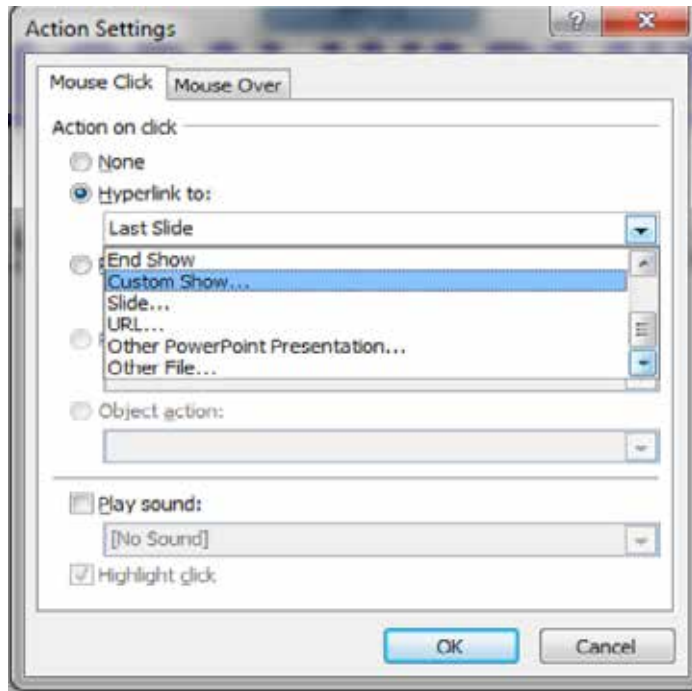 Action Settings
Mouse Click Mouse Over
Action on click
None
Hyperlink to:
Last Slide
End Show
Custom Show...
Slide...
URL...
Other PowerPoint Presentation...
Other File...
Object action:
Play sound:
[No Sound]
Highlight click
OK Cancel